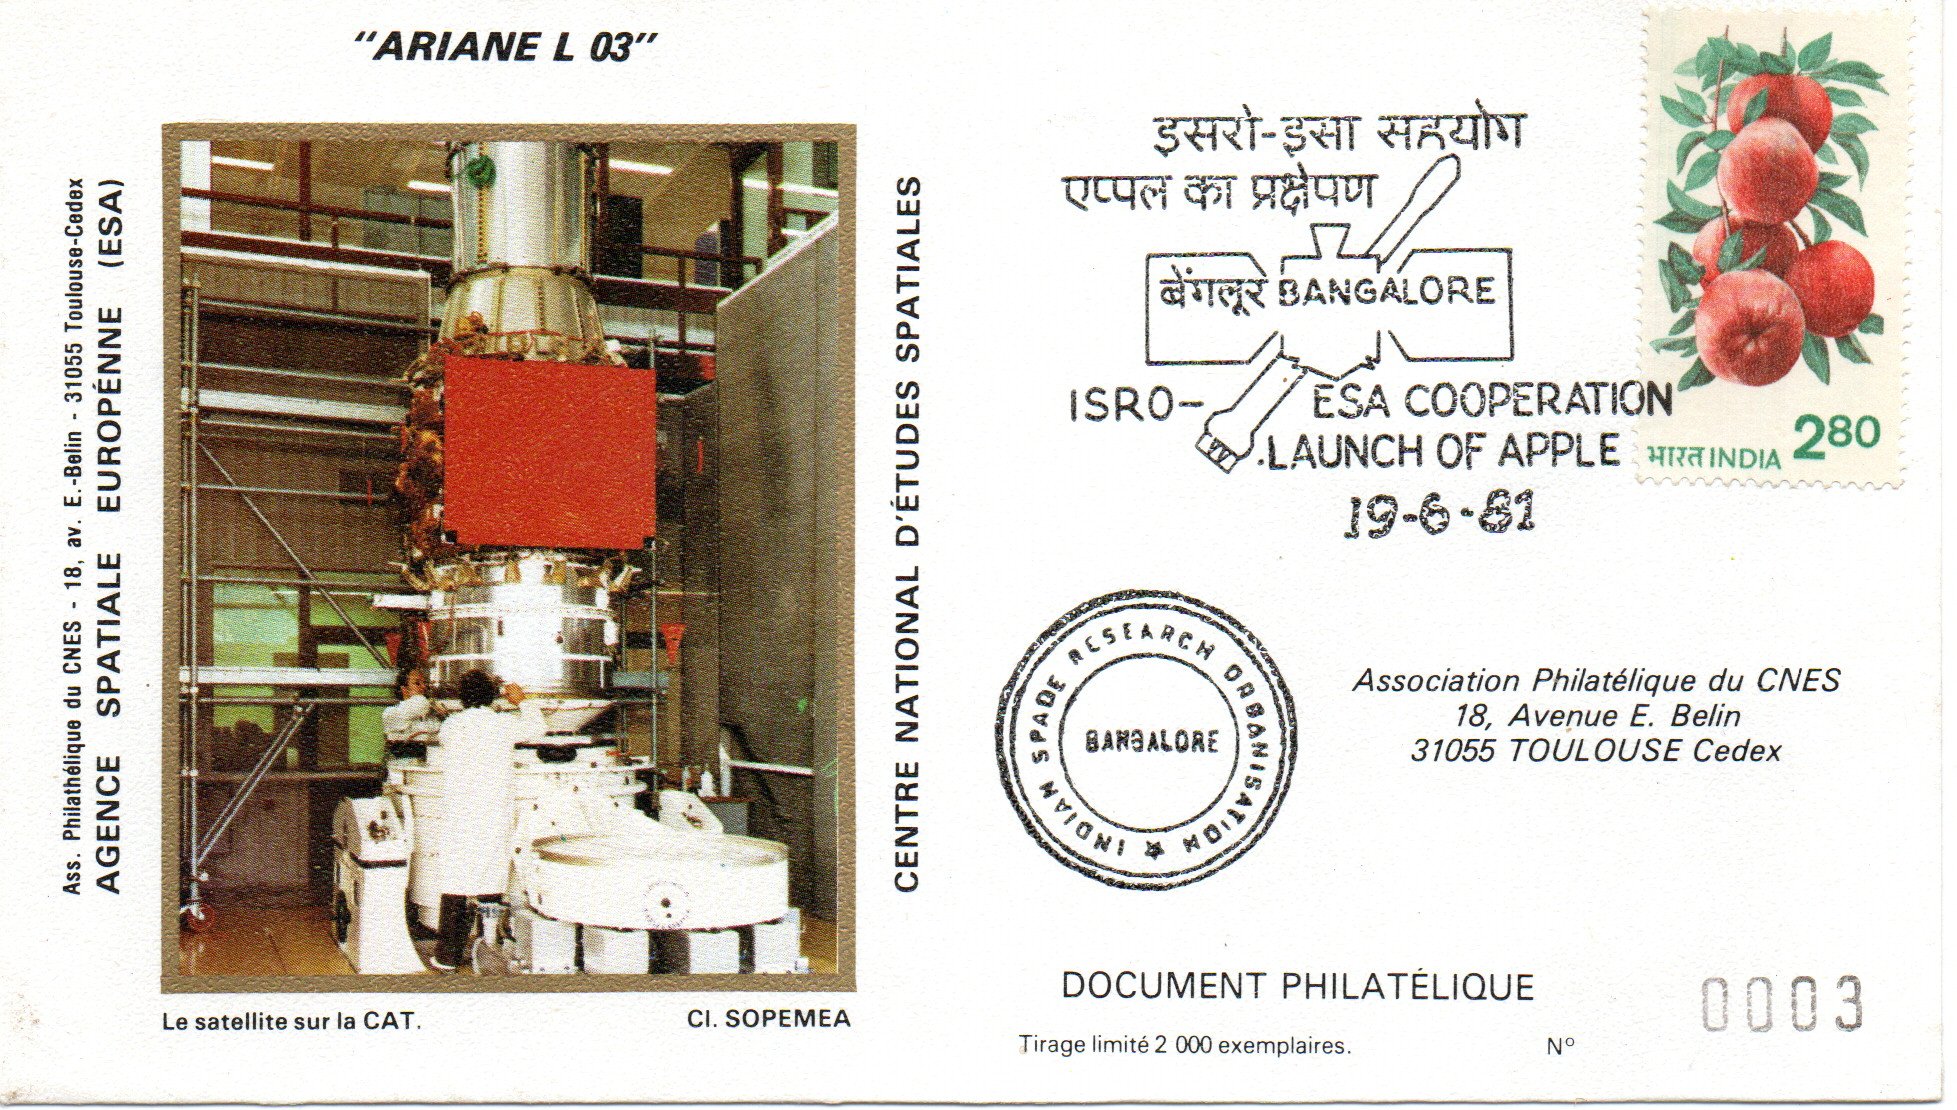 "ARIANE L 03"
Ass. Philathélique du CNES - 18, av. E.-Belin - 31055 Toulouse-Cedex
AGENCE SPATIALE EUROPÉNNE (ESA)
CENTRE NATIONAL D'ÉTUDES SPATIALES
Le satellite sur la CAT.
Cl. SOPEMEA
इसरो-इसा सहयोग
एप्पल का प्रक्षेपण
बेंगलूर BANGALORE
ISRO- ESA COOPERATION
LAUNCH OF APPLE
19-6-81
280
भारत INDIA
INDIAN SPACE RESEARCH ORGANISATION
BANGALORE
Association Philatélique du CNES
18, Avenue E. Belin
31055 TOULOUSE Cedex
DOCUMENT PHILATÉLIQUE
Tirage limité 2 000 exemplaires.
N° 0003